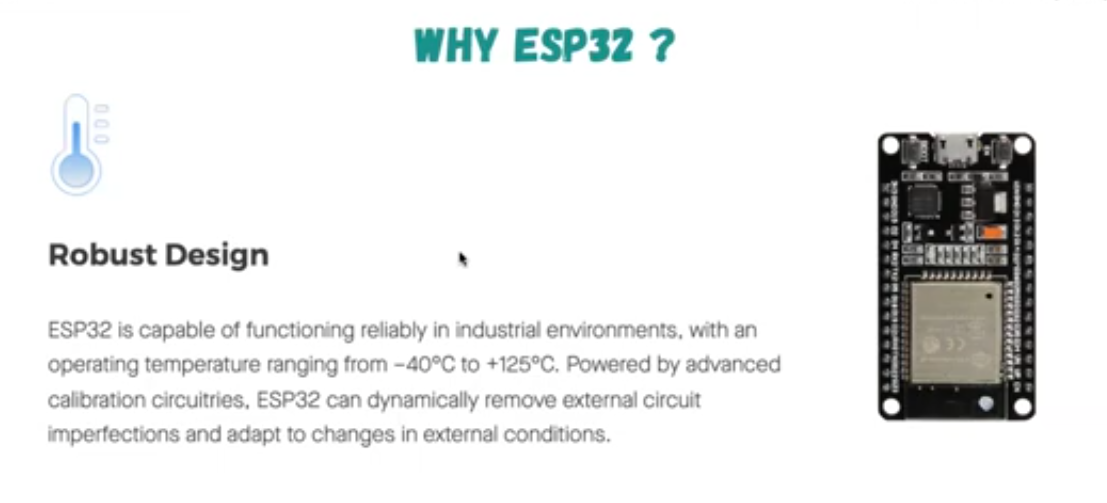 WHY ESP32 ?
Robust Design
ESP32 is capable of functioning reliably in industrial environments, with an
operating temperature ranging from –40°C to +125°C. Powered by advanced
calibration circuitries, ESP32 can dynamically remove external circuit
imperfections and adapt to changes in external conditions.